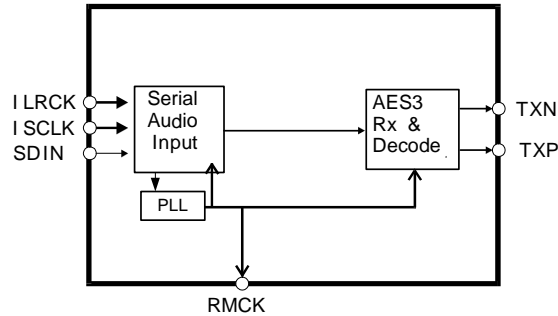 ILRCK
ISCLK
SDIN
Serial
Audio
Input
PLL
AES3
Rx &
Decode
TXN
TXP
RMCK